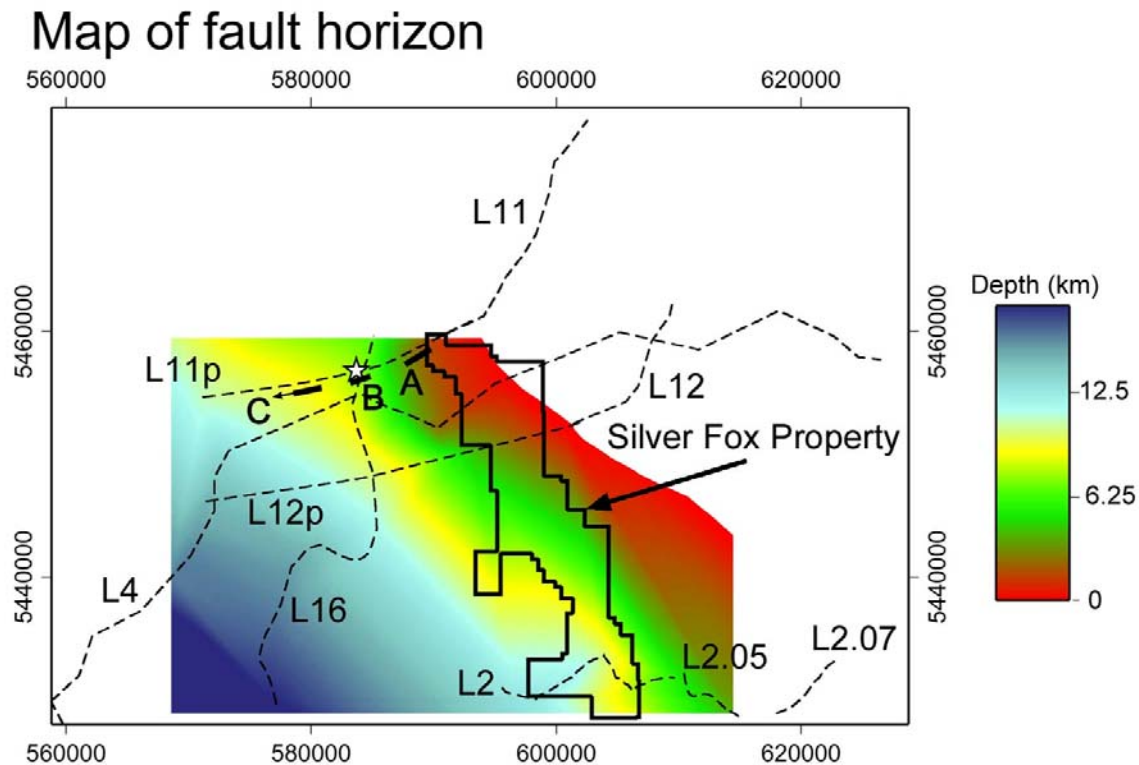 Map of fault horizon
560000 580000 600000 620000
L11
Depth (km)
5460000 5460000
L11p
L12
A
B
C
12.5
Silver Fox Property
6.25
L12p
5440000 5440000
L4
0
L16
L2.07
L2.05
L2
560000 580000 600000 620000